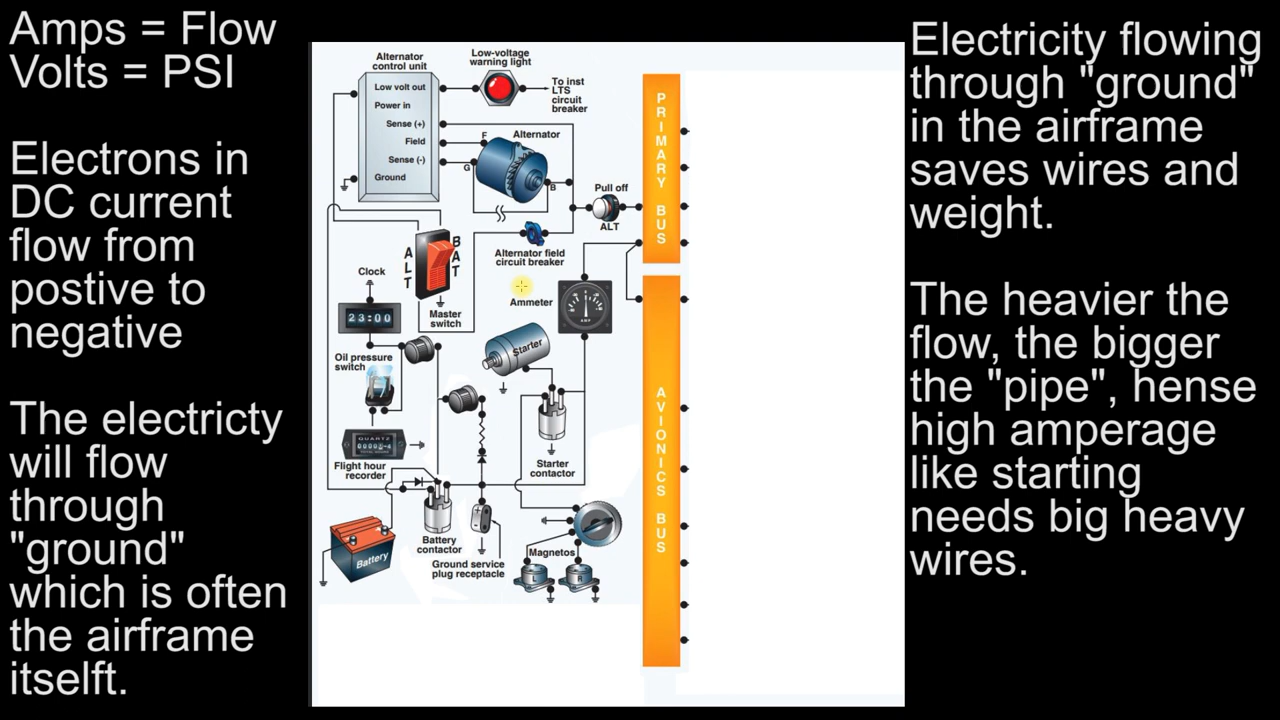 Amps = Flow
Volts = PSI
Electrons in
DC current
flow from
postive to
negative
The electricty
will flow
through
"ground"
which is often
the airframe
itselft.
Alternator
control unit
Low volt out
Power in
Sense (+)
Field
Sense (-)
Ground
Low-voltage
warning light
To inst
LTS
circuit
breaker
F
Alternator
G
B
Pull off
ALT
Alternator field
circuit breaker
ALT
BAT
Master
switch
Clock
23:00
Ammeter
AMP
Oil pressure
switch
Starter
QUARTZ
Flight hour
recorder
Starter
contactor
Battery
Battery
contactor
Ground service
plug receptacle
Magnetos
L
R
PRIMARY BUS
AVIONICS BUS
Electricity flowing
through "ground"
in the airframe
saves wires and
weight.
The heavier the
flow, the bigger
the "pipe", hense
high amperage
like starting
needs big heavy
wires.